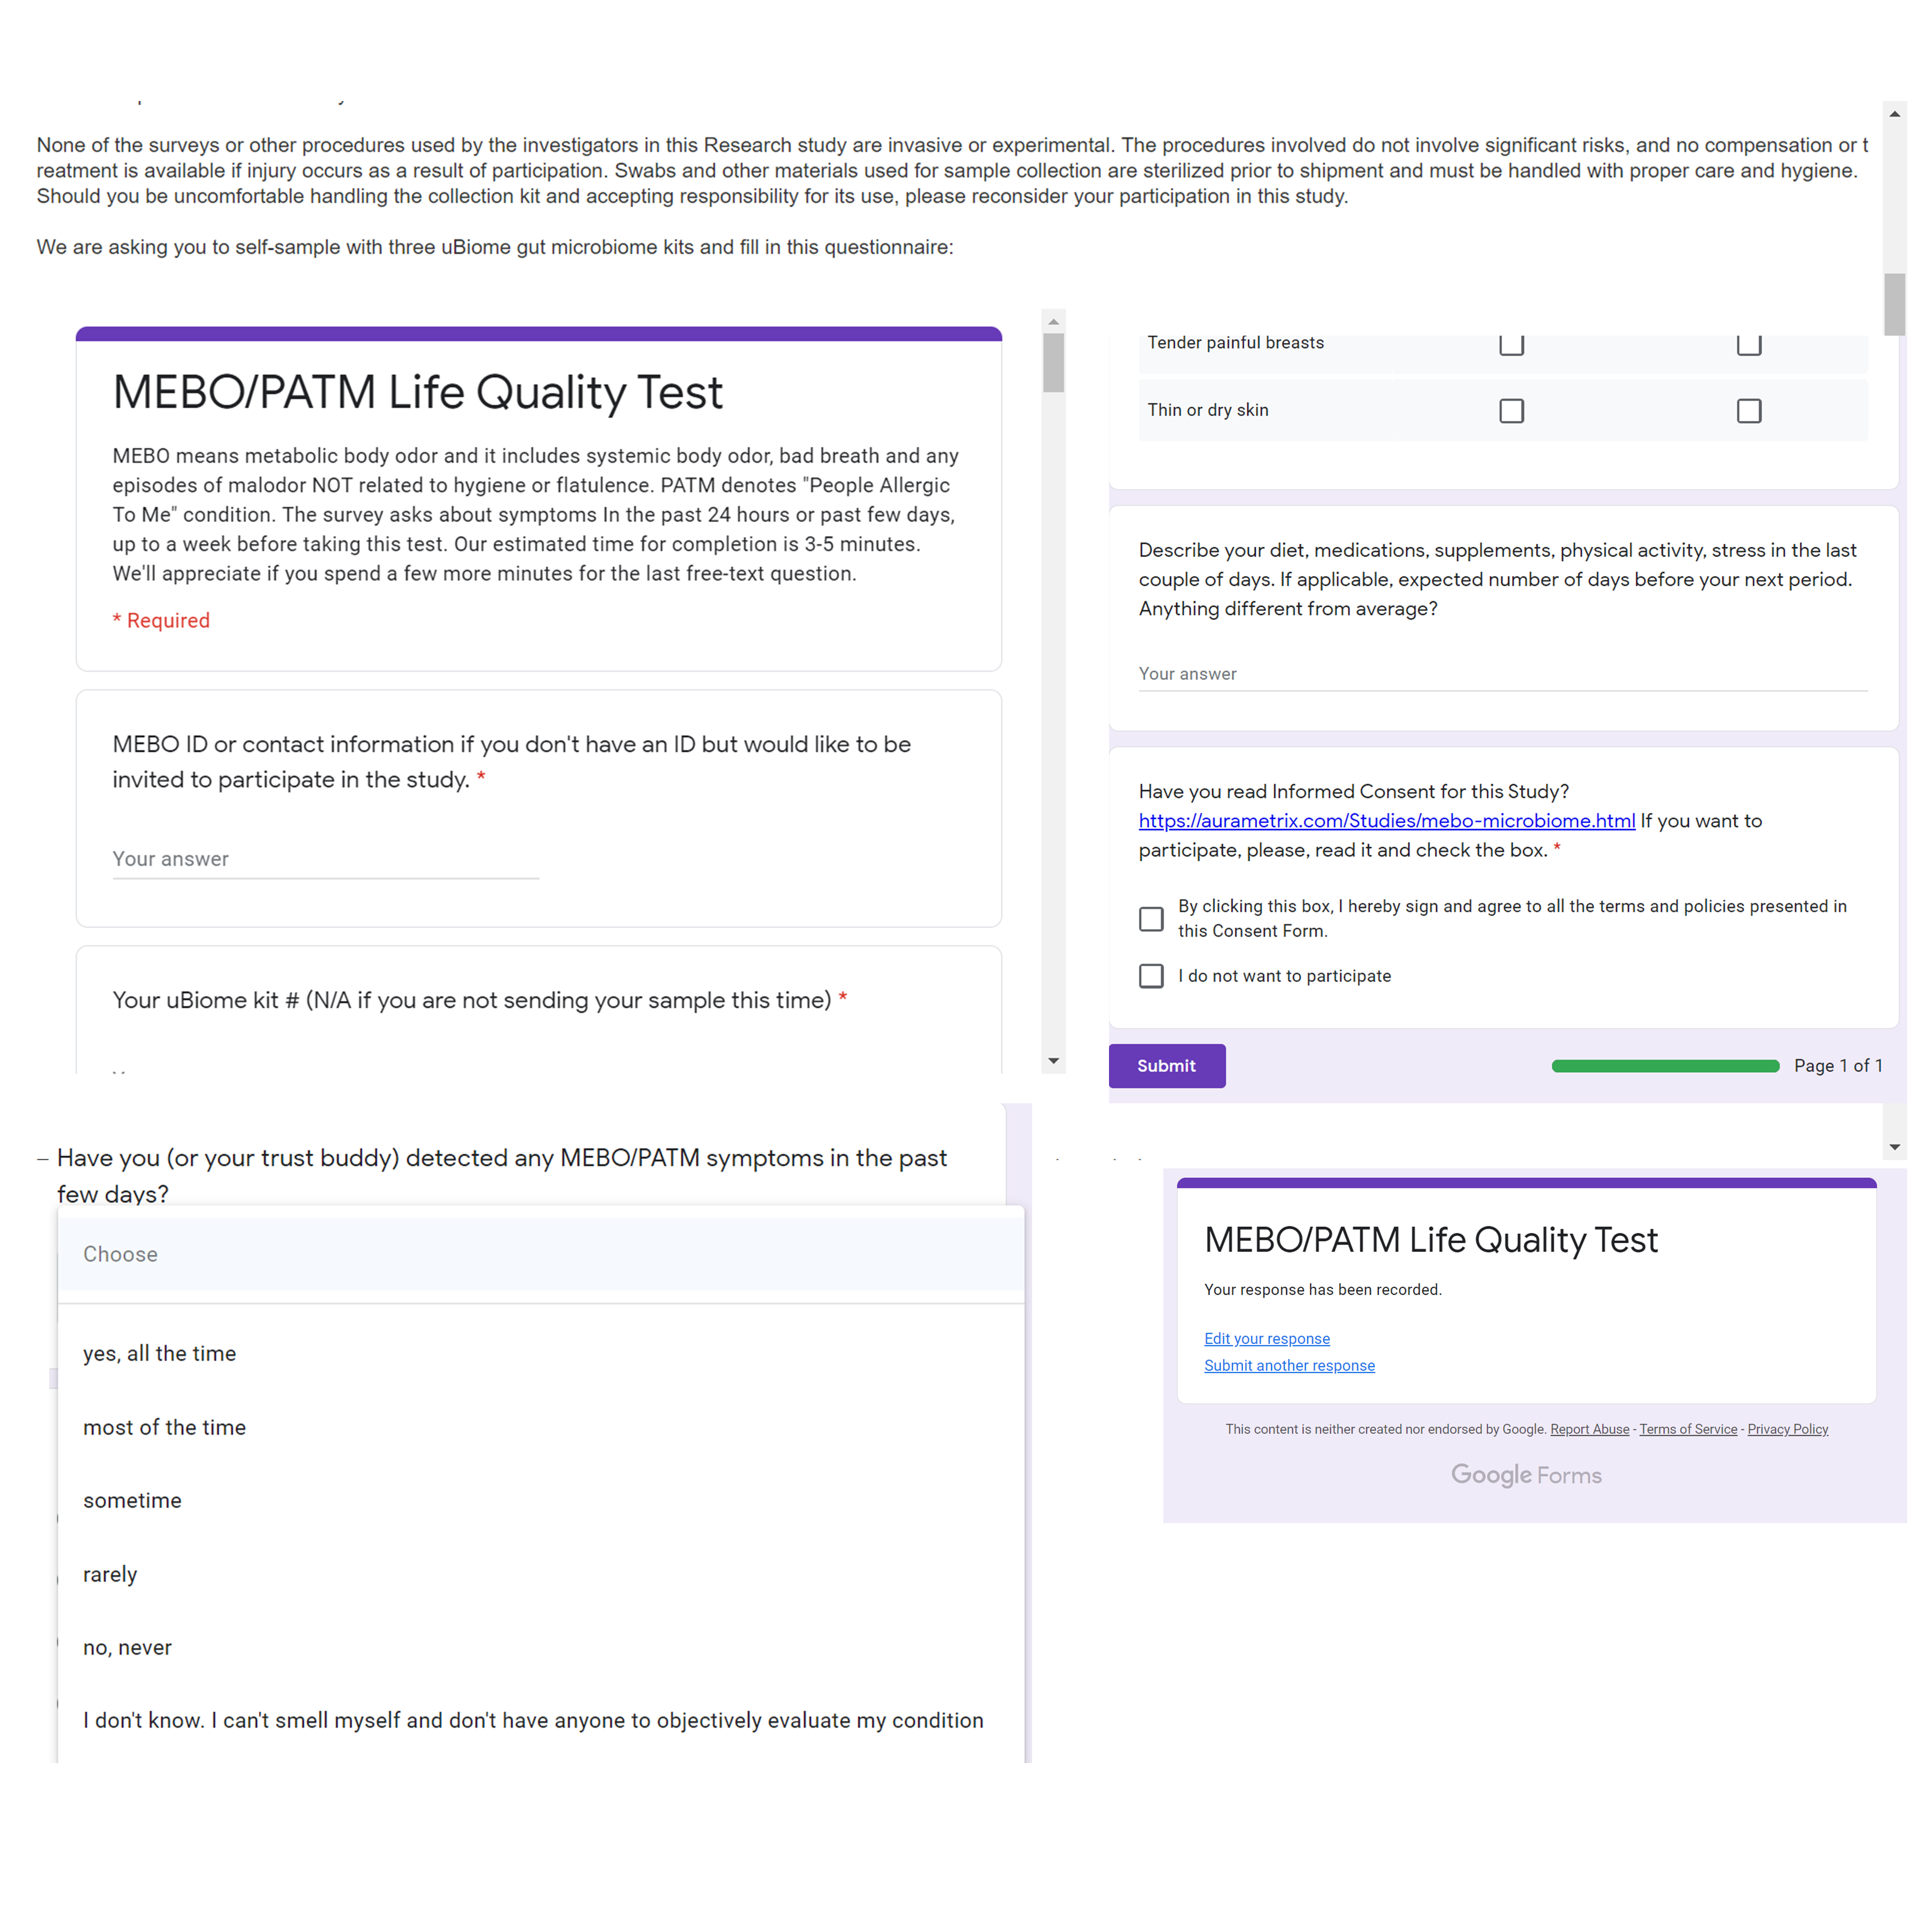 None of the surveys or other procedures used by the investigators in this Research study are invasive or experimental. The procedures involved do not involve significant risks, and no compensation or t
reatment is available if injury occurs as a result of participation. Swabs and other materials used for sample collection are sterilized prior to shipment and must be handled with proper care and hygiene.
Should you be uncomfortable handling the collection kit and accepting responsibility for its use, please reconsider your participation in this study.
We are asking you to self-sample with three uBiome gut microbiome kits and fill in this questionnaire:
MEBO/PATM Life Quality Test
MEBO means metabolic body odor and it includes systemic body odor, bad breath and any
episodes of malodor NOT related to hygiene or flatulence. PATM denotes "People Allergic
To Me" condition. The survey asks about symptoms In the past 24 hours or past few days,
up to a week before taking this test. Our estimated time for completion is 3-5 minutes.
We'll appreciate if you spend a few more minutes for the last free-text question.
* Required
MEBO ID or contact information if you don't have an ID but would like to be
invited to participate in the study. *
Your answer
Your uBiome kit # (N/A if you are not sending your sample this time) *
Tender painful breasts
Thin or dry skin
Describe your diet, medications, supplements, physical activity, stress in the last
couple of days. If applicable, expected number of days before your next period.
Anything different from average?
Your answer
Have you read Informed Consent for this Study?
https://aurametrix.com/Studies/mebo-microbiome.html If you want to
participate, please, read it and check the box. *
By clicking this box, I hereby sign and agree to all the terms and policies presented in
this Consent Form.
I do not want to participate
Submit
Page 1 of 1
– Have you (or your trust buddy) detected any MEBO/PATM symptoms in the past
few days?
Choose
yes, all the time
most of the time
sometime
rarely
no, never
I don't know. I can't smell myself and don't have anyone to objectively evaluate my condition
MEBO/PATM Life Quality Test
Your response has been recorded.
Edit your response
Submit another response
This content is neither created nor endorsed by Google. Report Abuse - Terms of Service - Privacy Policy
Google Forms